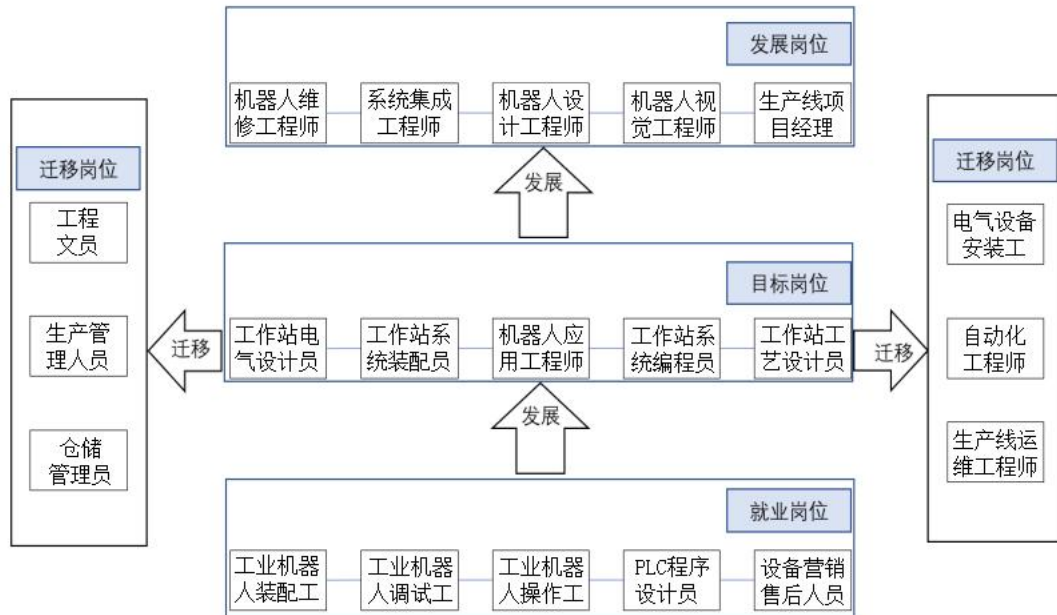 发展岗位
机器人维
修工程师
系统集成
工程师
机器人设
计工程师
机器人视
觉工程师
生产线项
目经理
发展
迁移岗位
工程
文员
生产管
理人员
仓储
管理员
迁移
目标岗位
工作站电
气设计员
工作站系
统装配员
机器人应
用工程师
工作站系
统编程员
工作站工
艺设计员
迁移
迁移岗位
电气设备
安装工
自动化
工程师
生产线运
维工程师
发展
就业岗位
工业机器
人装配工
工业机器
人调试工
工业机器
人操作工
PLC程序
设计员
设备营销
售后人员